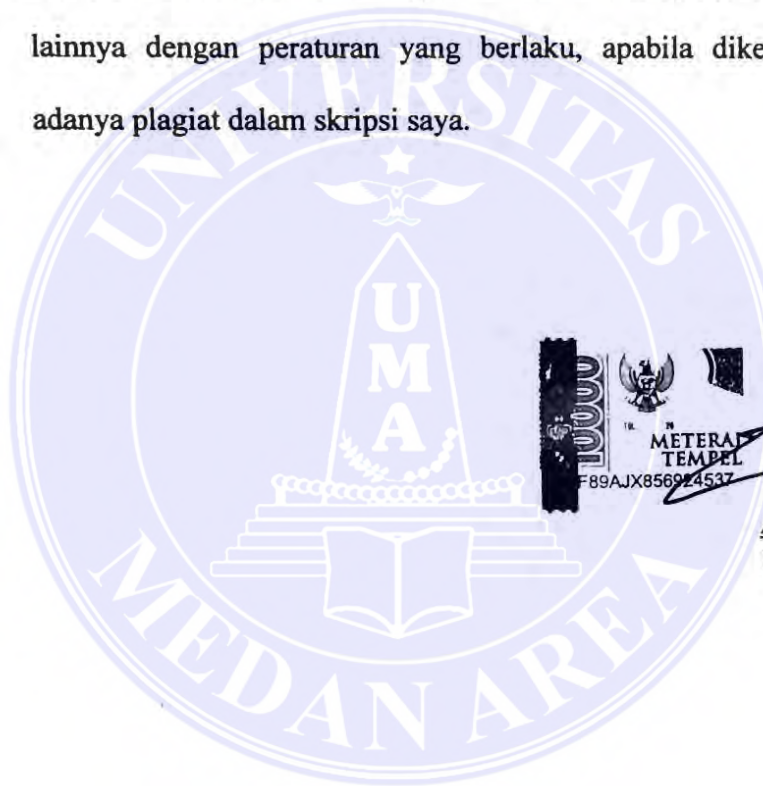 lainnya dengan peraturan yang berlaku, apabila dike
adanya plagiat dalam skripsi saya.
UNIVERSITAS
UMA
10000
METERAI
TEMPEL
F89AJX856924537
MEDAN AREA